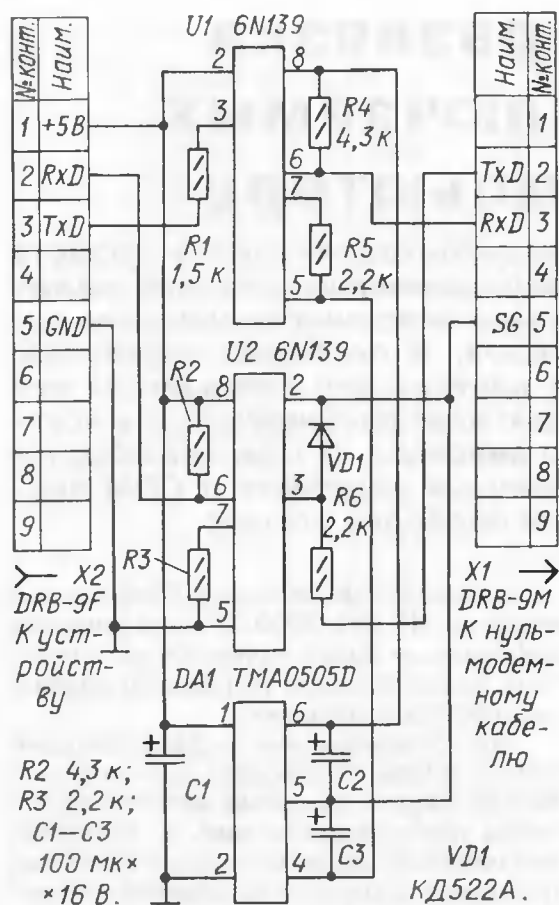 U1 6N139
№конт.
Наим.
1 +5В
2 RxD
3 TxD
4
5 GND
6
7
8
9
X2
DRB-9F
К уст-
ройст-
ву
2
3
8
6
7
5
R4
4,3 к
R1
1,5 к
R5
2,2 к
U2 6N139
R2
8
6
7
5
R3
2
3
VD1
R6
2,2 к
Наим.
№конт.
1
TxD 2
RxD 3
4
SG 5
6
7
8
9
X1
DRB-9M
К нуль-
модем-
ному
кабе-
лю
DA1 TMA0505D
1
2
6
5
4
+
C1
+
C2
+
C3
R2 4,3 к;
R3 2,2 к;
C1—C3
100 мк×
×16 В.
VD1
КД522А.